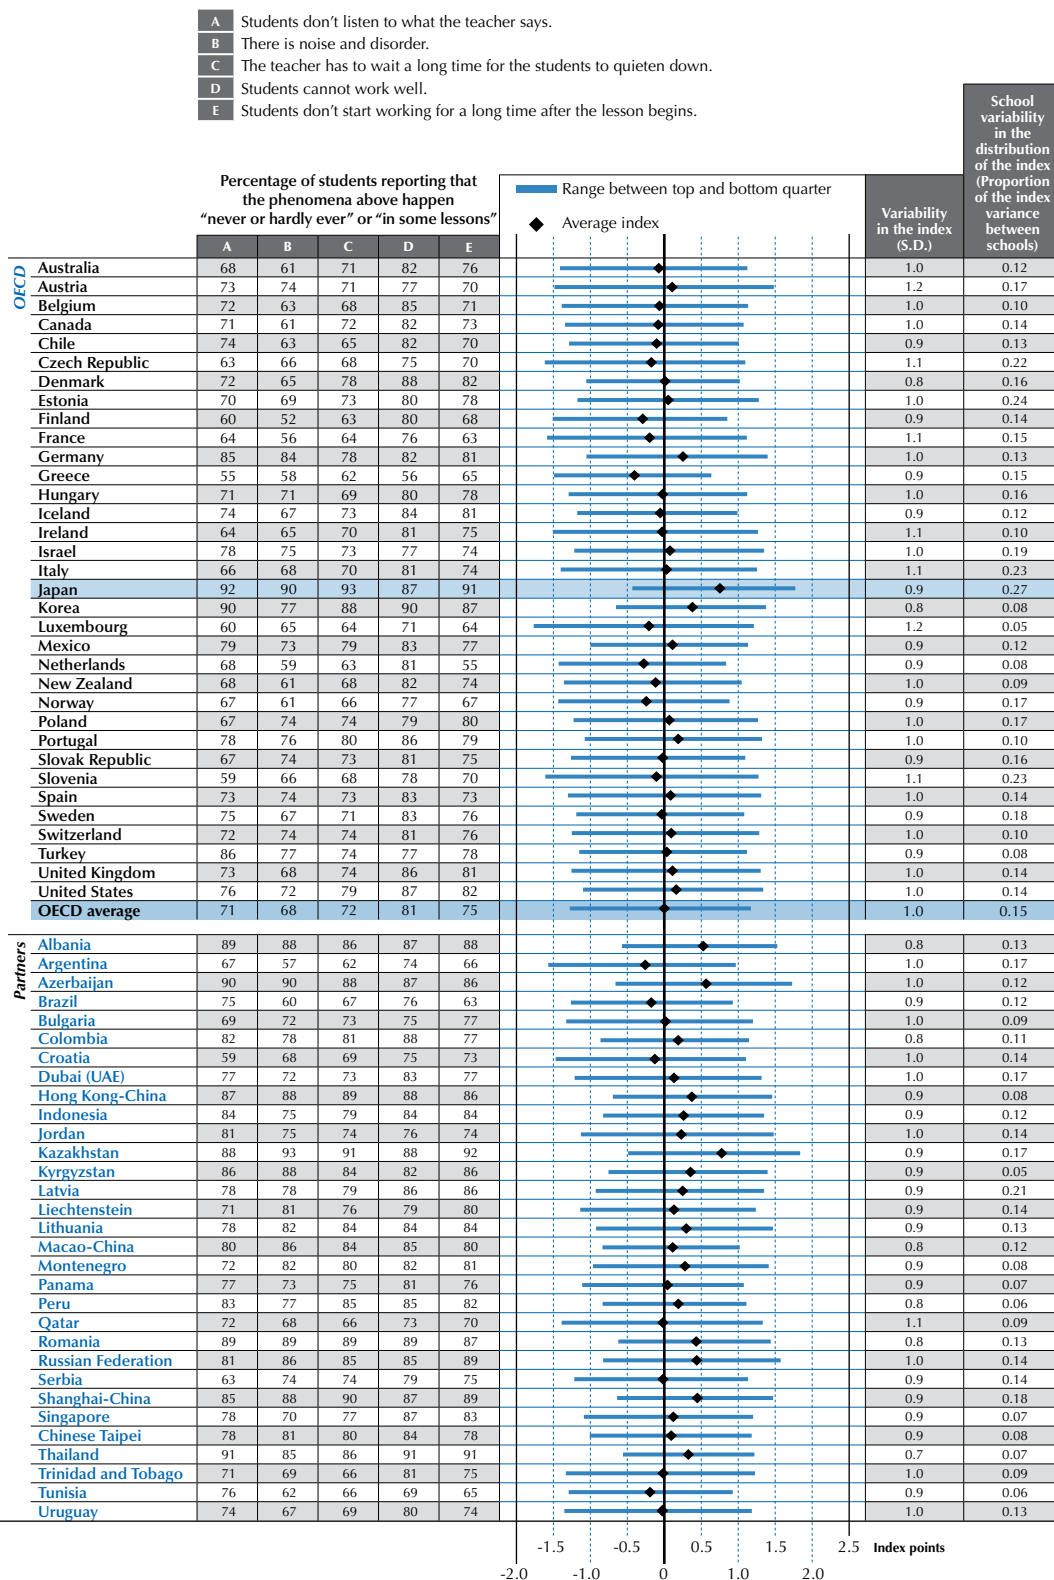 A Students don't listen to what the teacher says.
B There is noise and disorder.
C The teacher has to wait a long time for the students to quieten down.
D Students cannot work well.
E Students don't start working for a long time after the lesson begins.
Percentage of students reporting that
the phenomena above happen
“never or hardly ever” or “in some lessons”
Range between top and bottom quarter
Average index
Variability
in the index
(S.D.)
School
variability
in the
distribution
of the index
(Proportion
of the index
variance
between
schools)
A B C D E
OECD
Australia 68 61 71 82 76 1.0 0.12
Austria 73 74 71 77 70 1.2 0.17
Belgium 72 63 68 85 71 1.0 0.10
Canada 71 61 72 82 73 1.0 0.14
Chile 74 63 65 82 70 0.9 0.13
Czech Republic 63 66 68 75 70 1.1 0.22
Denmark 72 65 78 88 82 0.8 0.16
Estonia 70 69 73 80 78 1.0 0.24
Finland 60 52 63 80 68 0.9 0.14
France 64 56 64 76 63 1.1 0.15
Germany 85 84 78 82 81 1.0 0.13
Greece 55 58 62 56 65 0.9 0.15
Hungary 71 71 69 80 78 1.0 0.16
Iceland 74 67 73 84 81 0.9 0.12
Ireland 64 65 70 81 75 1.1 0.10
Israel 78 75 73 77 74 1.0 0.19
Italy 66 68 70 81 74 1.1 0.23
Japan 92 90 93 87 91 0.9 0.27
Korea 90 77 88 90 87 0.8 0.08
Luxembourg 60 65 64 71 64 1.2 0.05
Mexico 79 73 79 83 77 0.9 0.12
Netherlands 68 59 63 81 55 0.9 0.08
New Zealand 68 61 68 82 74 1.0 0.09
Norway 67 61 66 77 67 0.9 0.17
Poland 67 74 74 79 80 1.0 0.17
Portugal 78 76 80 86 79 1.0 0.10
Slovak Republic 67 74 73 81 75 0.9 0.16
Slovenia 59 66 68 78 70 1.1 0.23
Spain 73 74 73 83 73 1.0 0.14
Sweden 75 67 71 83 76 0.9 0.18
Switzerland 72 74 74 81 76 1.0 0.10
Turkey 86 77 74 77 78 0.9 0.08
United Kingdom 73 68 74 86 81 1.0 0.14
United States 76 72 79 87 82 1.0 0.14
OECD average 71 68 72 81 75 1.0 0.15
Partners
Albania 89 88 86 87 88 0.8 0.13
Argentina 67 57 62 74 66 1.0 0.17
Azerbaijan 90 90 88 87 86 1.0 0.12
Brazil 75 60 67 76 63 0.9 0.12
Bulgaria 69 72 73 75 77 1.0 0.09
Colombia 82 78 81 88 77 0.8 0.11
Croatia 59 68 69 75 73 1.0 0.14
Dubai (UAE) 77 72 73 83 77 1.0 0.17
Hong Kong-China 87 88 89 88 86 0.9 0.08
Indonesia 84 75 79 84 84 0.9 0.12
Jordan 81 75 74 76 74 1.0 0.14
Kazakhstan 88 93 91 88 92 0.9 0.17
Kyrgyzstan 86 88 84 82 86 0.9 0.05
Latvia 78 78 79 86 86 0.9 0.21
Liechtenstein 71 81 76 79 80 0.9 0.14
Lithuania 78 82 84 84 84 0.9 0.13
Macao-China 80 86 84 85 80 0.8 0.12
Montenegro 72 82 80 82 81 0.9 0.08
Panama 77 73 75 81 76 0.9 0.07
Peru 83 77 85 85 82 0.8 0.06
Qatar 72 68 66 73 70 1.1 0.09
Romania 89 89 89 89 87 0.8 0.13
Russian Federation 81 86 85 85 89 1.0 0.14
Serbia 63 74 74 79 75 0.9 0.14
Shanghai-China 85 88 90 87 89 0.9 0.18
Singapore 78 70 77 87 83 0.9 0.07
Chinese Taipei 78 81 80 84 78 0.9 0.08
Thailand 91 85 86 91 91 0.7 0.07
Trinidad and Tobago 71 69 66 81 75 1.0 0.09
Tunisia 76 62 66 69 65 0.9 0.06
Uruguay 74 67 69 80 74 1.0 0.13
-1.5 -0.5 0.5 1.5 2.5 Index points
-2.0 -1.0 0 1.0 2.0